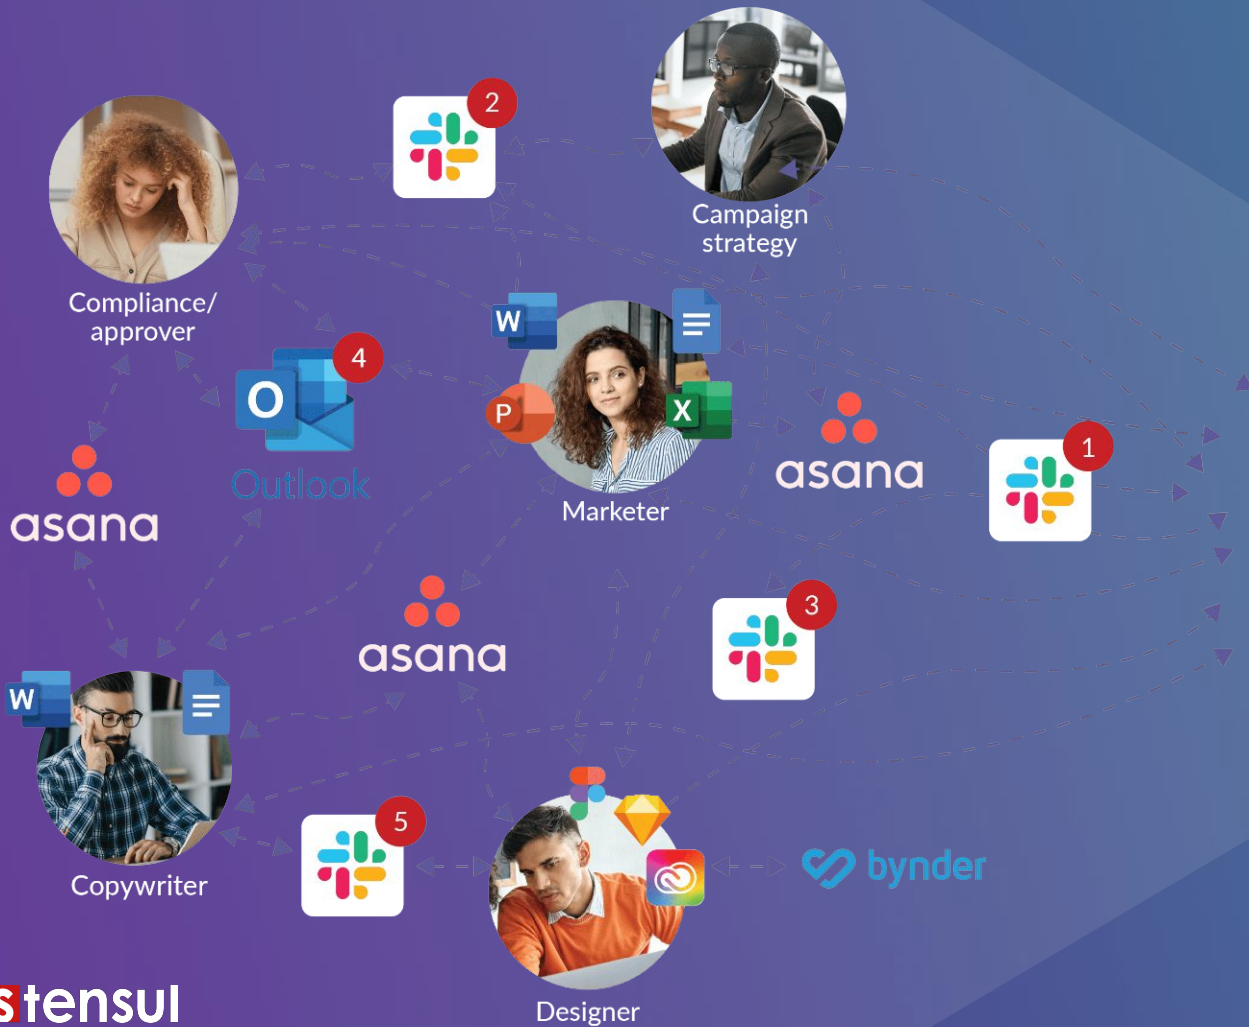 2
Campaign
strategy
Compliance/
approver
W
4
O
P
X
Outlook
Marketer
1
asana
asana
3
asana
W
5
bynder
Copywriter
stensul
Designer